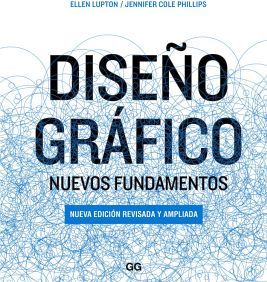 ELLEN LUPTON / JENNIFER COLE PHILLIPS
DISEÑO
GRÁFICO
NUEVOS FUNDAMENTOS
NUEVA EDICIÓN REVISADA Y AMPLIADA
GG